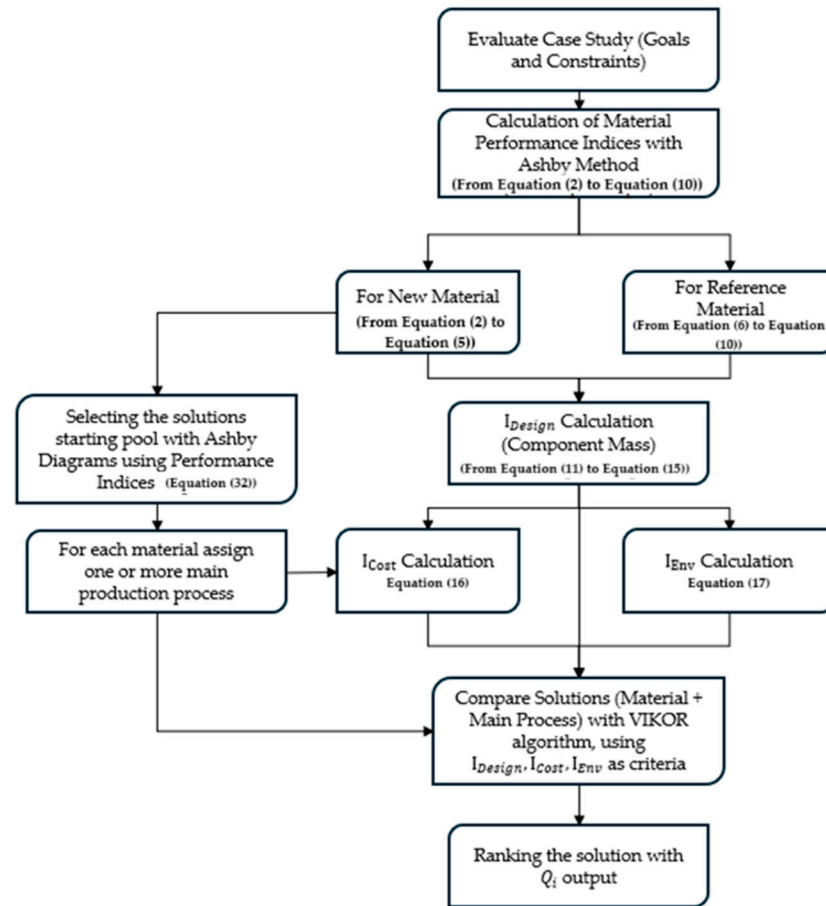 Evaluate Case Study (Goals
and Constraints)
Calculation of Material
Performance Indices with
Ashby Method
(From Equation (2) to Equation (10))
For New Material
(From Equation (2) to
Equation (5))
For Reference
Material
(From Equation (6) to Equation
(10))
Selecting the solutions
starting pool with Ashby
Diagrams using Performance
Indices (Equation (32))
I_Design Calculation
(Component Mass)
(From Equation (11) to Equation (15))
For each material assign
one or more main
production process
I_Cost Calculation
Equation (16)
I_Env Calculation
Equation (17)
Compare Solutions (Material +
Main Process) with VIKOR
algorithm, using
I_Design, I_Cost, I_Env as criteria
Ranking the solution with
Q_i output